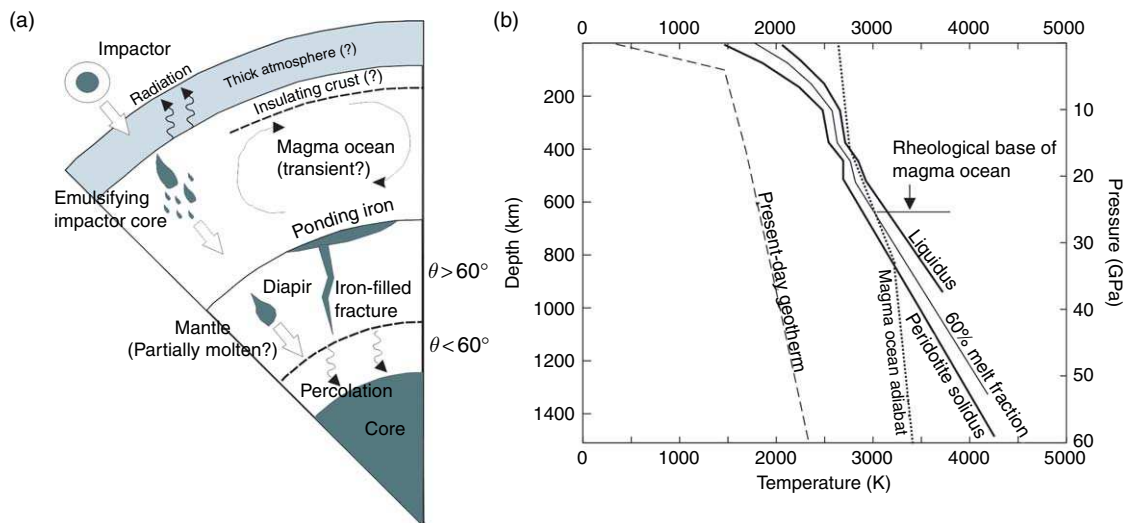 (a)
Impactor
Radiation
Thick atmosphere (?)
Insulating crust (?)
Magma ocean
(transient?)
Emulsifying
impactor core
Ponding iron
θ>60°
Diapir
Iron-filled
fracture
Mantle
(Partially molten?)
θ<60°
Percolation
Core
(b)
0 1000 2000 3000 4000 5000
200
400
600
800
1000
1200
1400
Depth (km)
10
20
30
40
50
60
Pressure (GPa)
Rheological base of
magma ocean
Present-day geotherm
Magma ocean adiabat
Peridotite solidus
60% melt fraction
Liquidus
0 1000 2000 3000 4000 5000
Temperature (K)